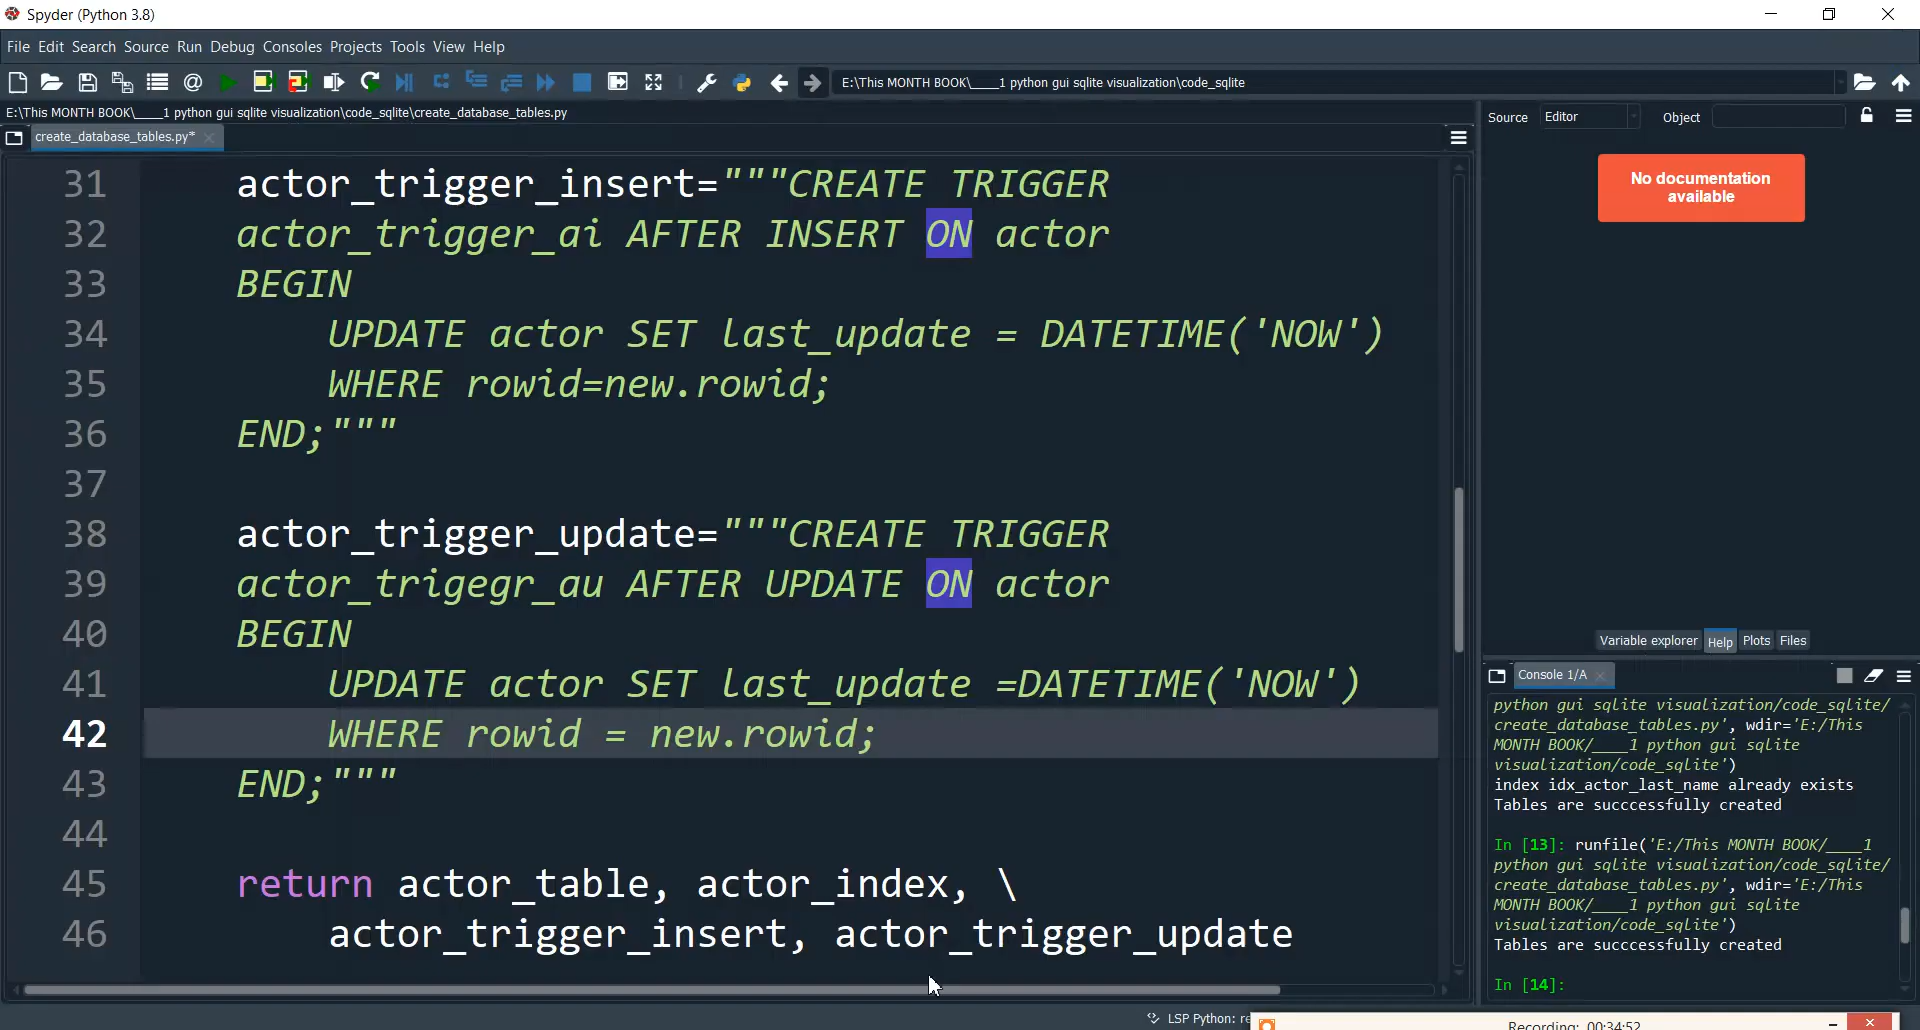 Spyder (Python 3.8)
File Edit Search Source Run Debug Consoles Projects Tools View Help
E:\This MONTH BOOK\____1 python gui sqlite visualization\code_sqlite
E:\This MONTH BOOK\____1 python gui sqlite visualization\code_sqlite\create_database_tables.py
create_database_tables.py*
31 actor_trigger_insert="""CREATE TRIGGER
32 actor_trigger_ai AFTER INSERT ON actor
33 BEGIN
34 UPDATE actor SET last_update = DATETIME('NOW')
35 WHERE rowid=new.rowid;
36 END;"""
37
38 actor_trigger_update="""CREATE TRIGGER
39 actor_trigegr_au AFTER UPDATE ON actor
40 BEGIN
41 UPDATE actor SET last_update =DATETIME('NOW')
42 WHERE rowid = new.rowid;
43 END;"""
44
45 return actor_table, actor_index, \
46 actor_trigger_insert, actor_trigger_update
Source Editor Object
No documentation
available
Variable explorer Help Plots Files
Console 1/A
python gui sqlite visualization/code_sqlite/
create_database_tables.py', wdir='E:/This
MONTH BOOK/____1 python gui sqlite
visualization/code_sqlite')
index idx_actor_last_name already exists
Tables are succcessfully created
In [13]: runfile('E:/This MONTH BOOK/____1
python gui sqlite visualization/code_sqlite/
create_database_tables.py', wdir='E:/This
MONTH BOOK/____1 python gui sqlite
visualization/code_sqlite')
Tables are succcessfully created
In [14]:
LSP Python: re
Recording: 00:34:52